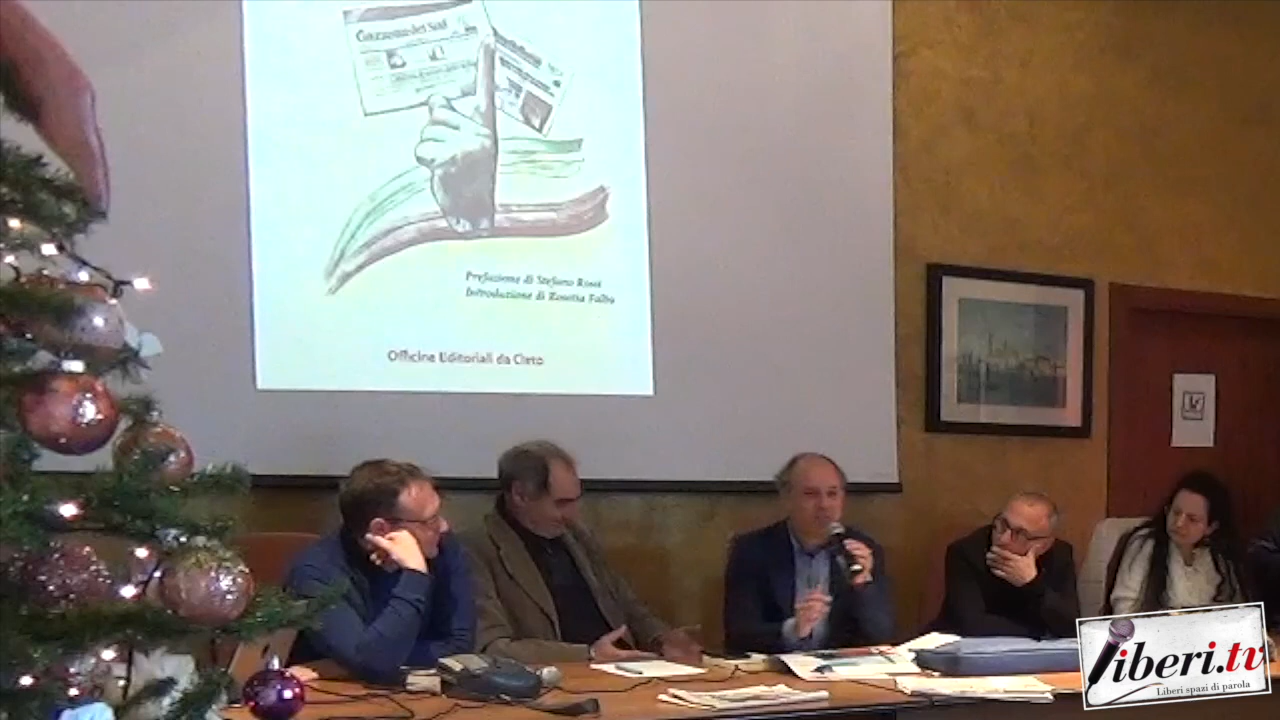 Gazzetta del Sud
Prefazione di Stefano Rossi
Introduzione di Rosetta Falbo
Officine Editoriali da Cleto
Liberi.tv
Liberi spazi di parola